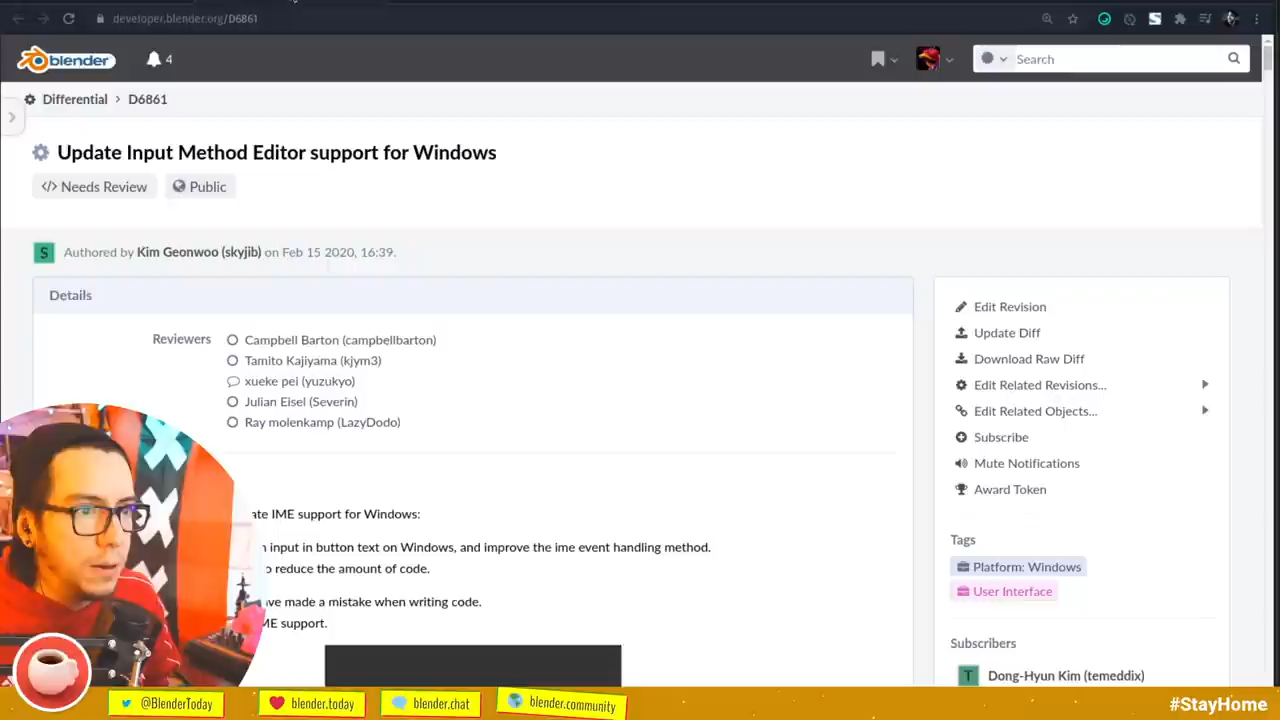 developer.blender.org/D6861
blender
4
Search
Differential > D6861
Update Input Method Editor support for Windows
</> Needs Review
Public
S
Authored by Kim Geonwoo (skyjib) on Feb 15 2020, 16:39.
Details
Reviewers
Campbell Barton (campbellbarton)
Tamito Kajiyama (kjym3)
xueke pei (yuzukyo)
Julian Eisel (Severin)
Ray molenkamp (LazyDodo)
IME support for Windows:
input in button text on Windows, and improve the ime event handling method.
to reduce the amount of code.
made a mistake when writing code.
support.
Edit Revision
Update Diff
Download Raw Diff
Edit Related Revisions...
Edit Related Objects...
Subscribe
Mute Notifications
Award Token
Tags
Platform: Windows
User Interface
Subscribers
T
Dong-Hyun Kim (temeddix)
@BlenderToday
blender.today
blender.chat
blender.community
#StayHome